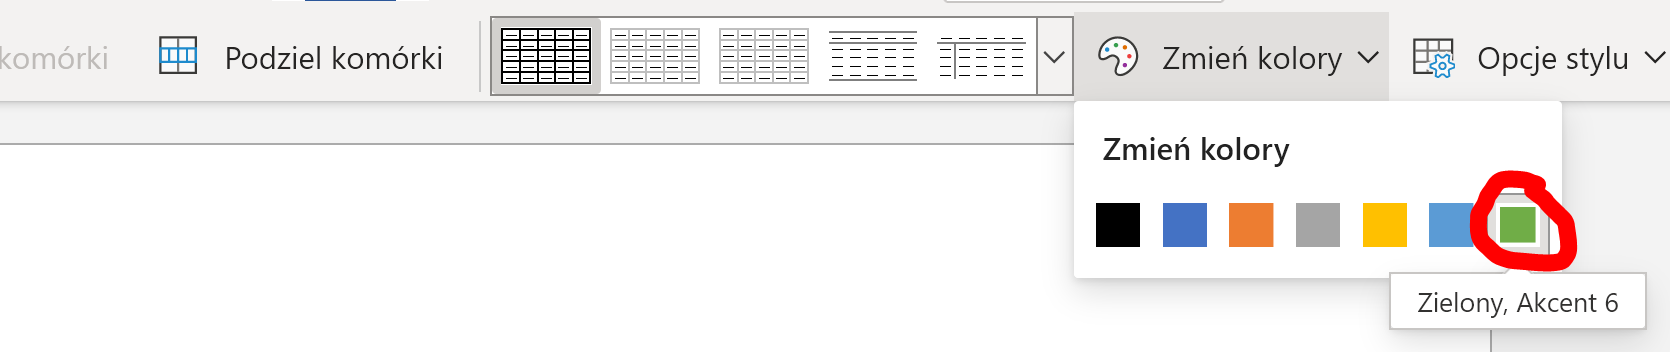 komórki
Podziel komórki
Zmień kolory
Opcje stylu
Zmień kolory
Zielony, Akcent 6